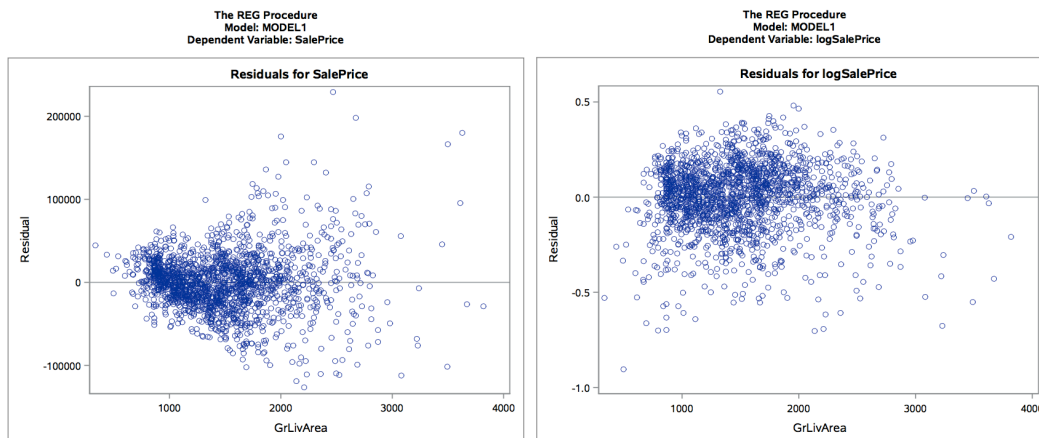 The REG Procedure
Model: MODEL1
Dependent Variable: SalePrice
Residuals for SalePrice
200000
100000
0
-100000
Residual
1000 2000 3000 4000
GrLivArea
The REG Procedure
Model: MODEL1
Dependent Variable: logSalePrice
Residuals for logSalePrice
0.5
0.0
-0.5
-1.0
Residual
1000 2000 3000 4000
GrLivArea